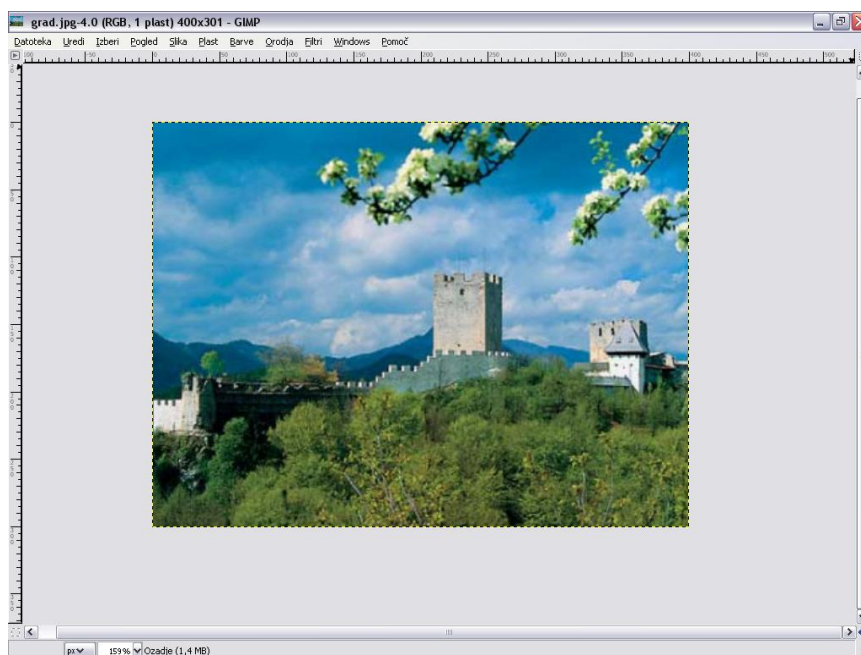 grad.jpg-4.0 (RGB, 1 plast) 400x301 - GIMP
Datoteka Uredi Izberi Pogled Slika Plast Barve Orodja Filtri Windows Pomoč
px 159% Ozadje (1,4 MB)